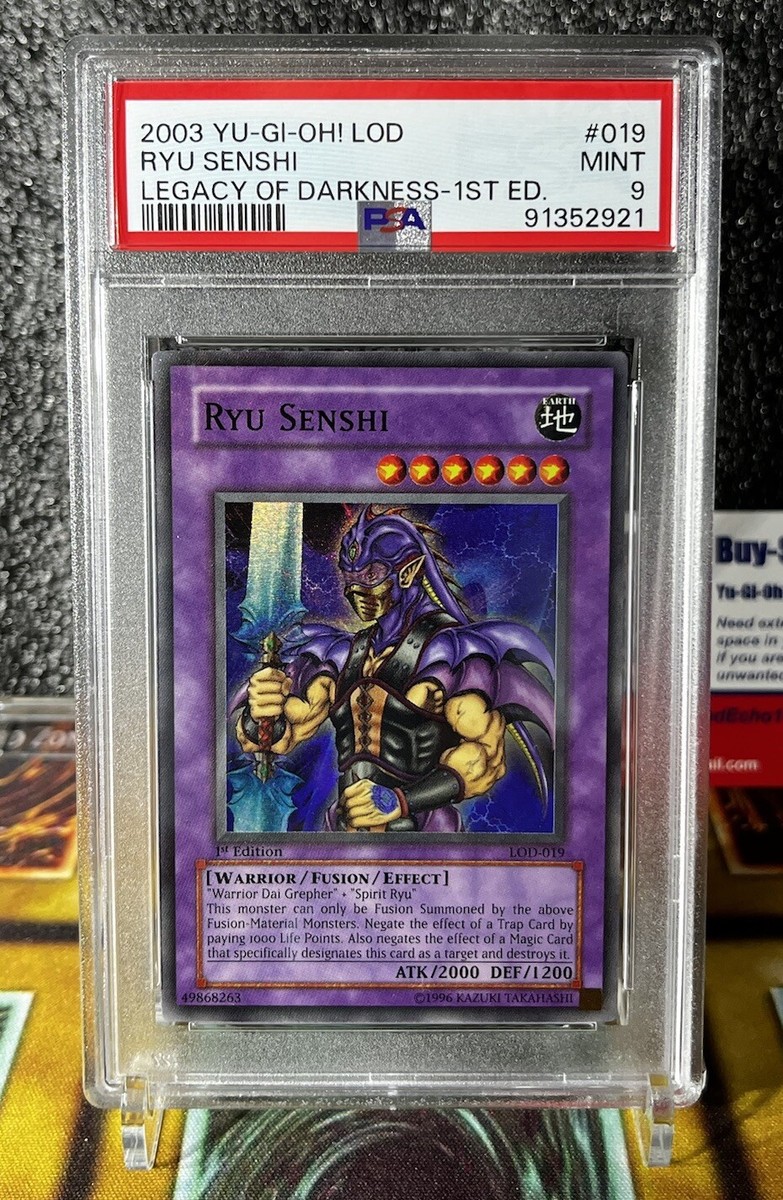 2003 YU-GI-OH! LOD #019
RYU SENSHI MINT
LEGACY OF DARKNESS-1ST ED. 9
PSA 91352921
RYU SENSHI
EARTH
地
1st Edition LOD-019
[WARRIOR/FUSION/EFFECT]
"Warrior Dai Grepher" + "Spirit Ryu"
This monster can only be Fusion Summoned by the above
Fusion-Material Monsters. Negate the effect of a Trap Card by
paying 1000 Life Points. Also negates the effect of a Magic Card
that specifically designates this card as a target and destroys it.
ATK/2000 DEF/1200
49868263 ©1996 KAZUKI TAKAHASHI
Buy-
Yu-Gi-Oh
Need
space in
if you are
unwanted